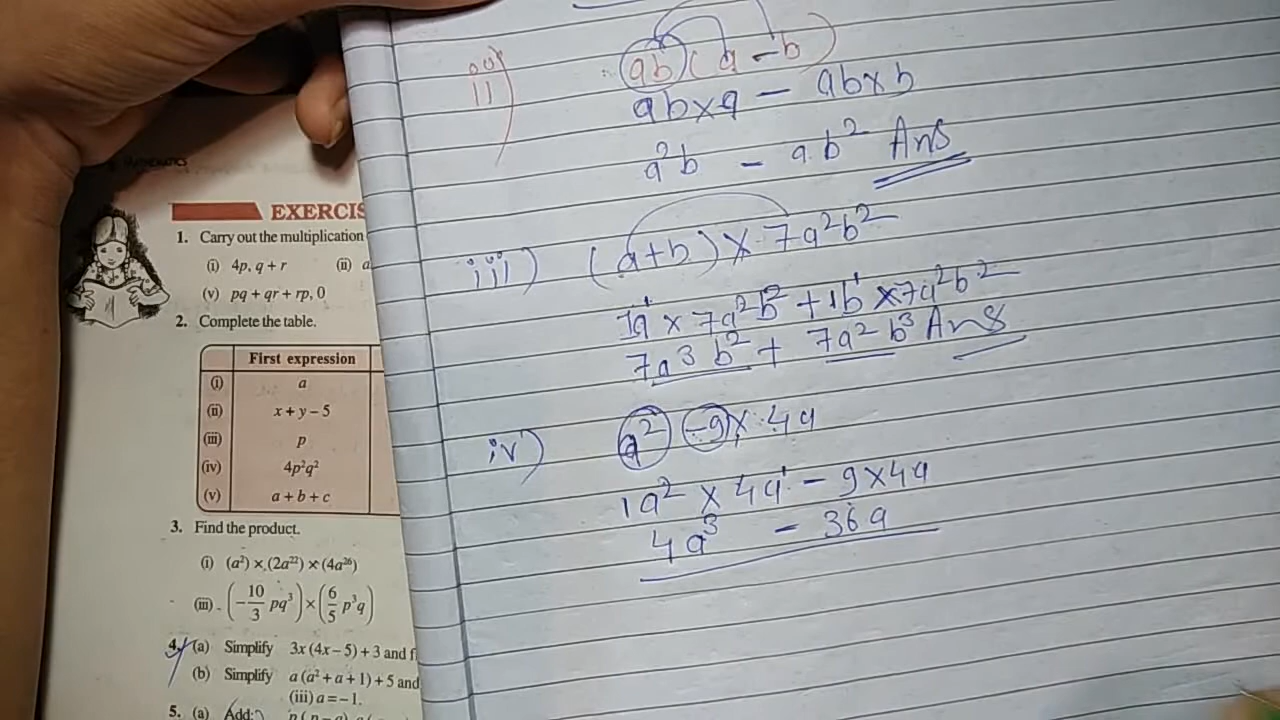 MATHEMATICS
EXERCIS
1. Carry out the multiplication
(i) 4p, q + r (ii) a
(v) pq + qr + rp, 0
2. Complete the table.
First expression
(i) a
(ii) x + y – 5
(iii) p
(iv) 4p²q²
(v) a + b + c
3. Find the product.
(i) (a²) × (2a²²) × (4a²⁶)
(iii) (-10/3 pq³) × (6/5 p³q)
4. (a) Simplify 3x (4x – 5) + 3 and f
(b) Simplify a (a² + a + 1) + 5 and
(iii) a = – 1.
5. (a) Add:
ii) ab (a - b)
ab×a - ab×b
a²b - ab² Ans
iii) (a+b) × 7a²b²
1a¹ × 7a²b² + 1b¹ × 7a²b²
7a³b² + 7a²b³ Ans
iv) a² -9 × 4a
1a² × 4a¹ - 9×4a
4a³ - 36a